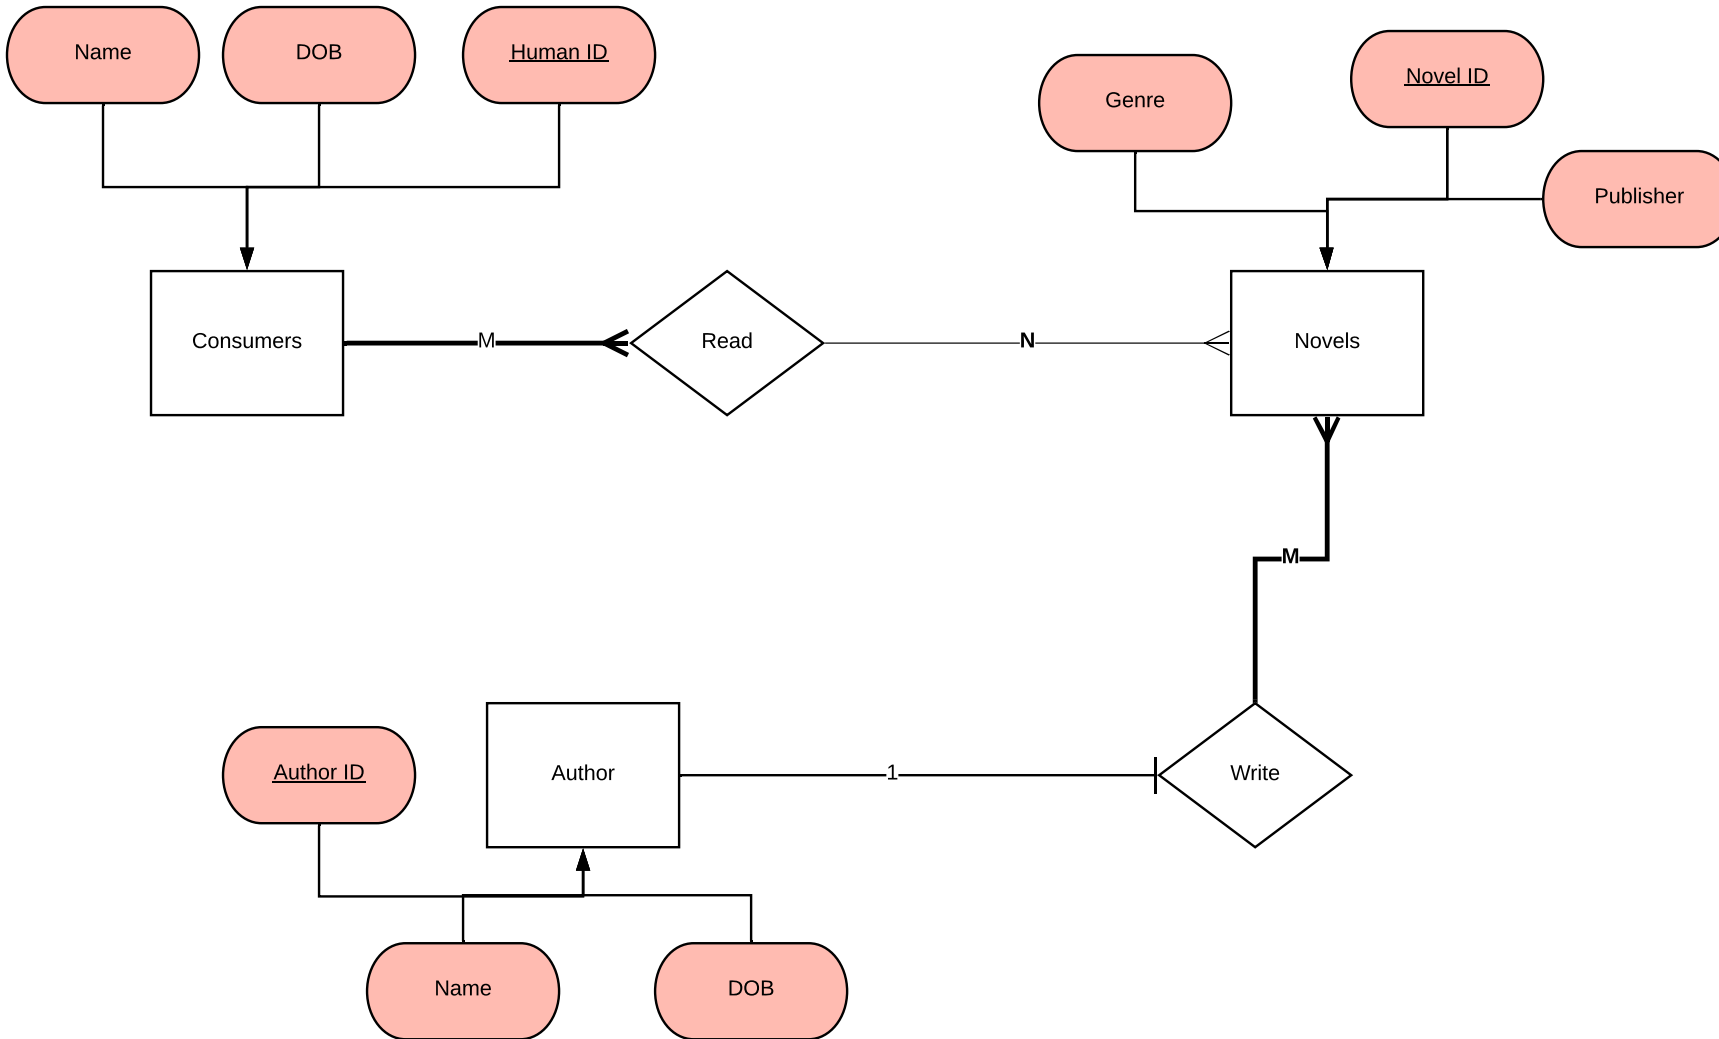 Name
DOB
Human ID
Genre
Novel ID
Publisher
Consumers
M
Read
N
Novels
M
Author ID
Author
1
Write
Name
DOB